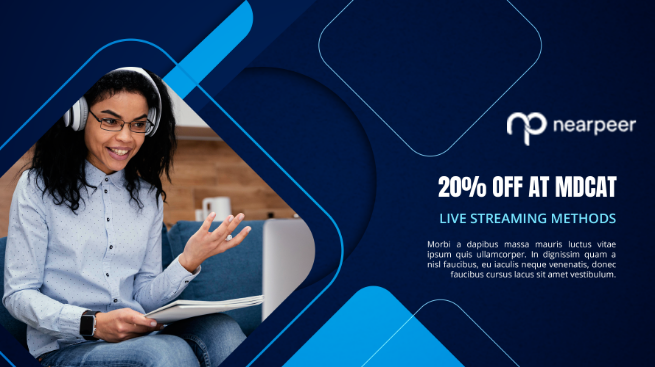 nearpeer
20% OFF AT MDCAT
LIVE STREAMING METHODS
Morbi a dapibus massa mauris luctus vitae
ipsum quis ullamcorper. In dignissim quam a
nisl faucibus, eu iaculis neque venenatis, donec
faucibus cursus lacus sit amet vestibulum.